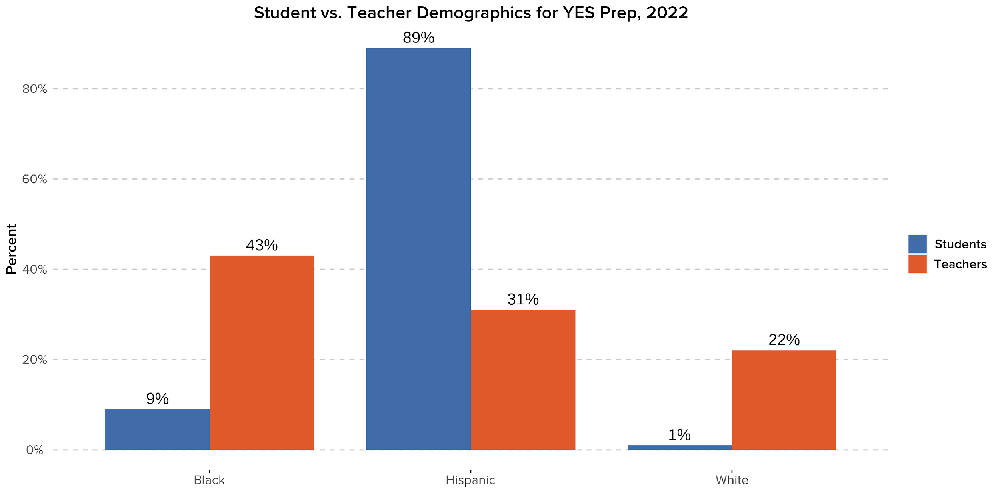 Student vs. Teacher Demographics for YES Prep, 2022
89%
80%
60%
Percent
43%
40%
31%
22%
20%
9%
1%
0%
Black
Hispanic
White
Students
Teachers